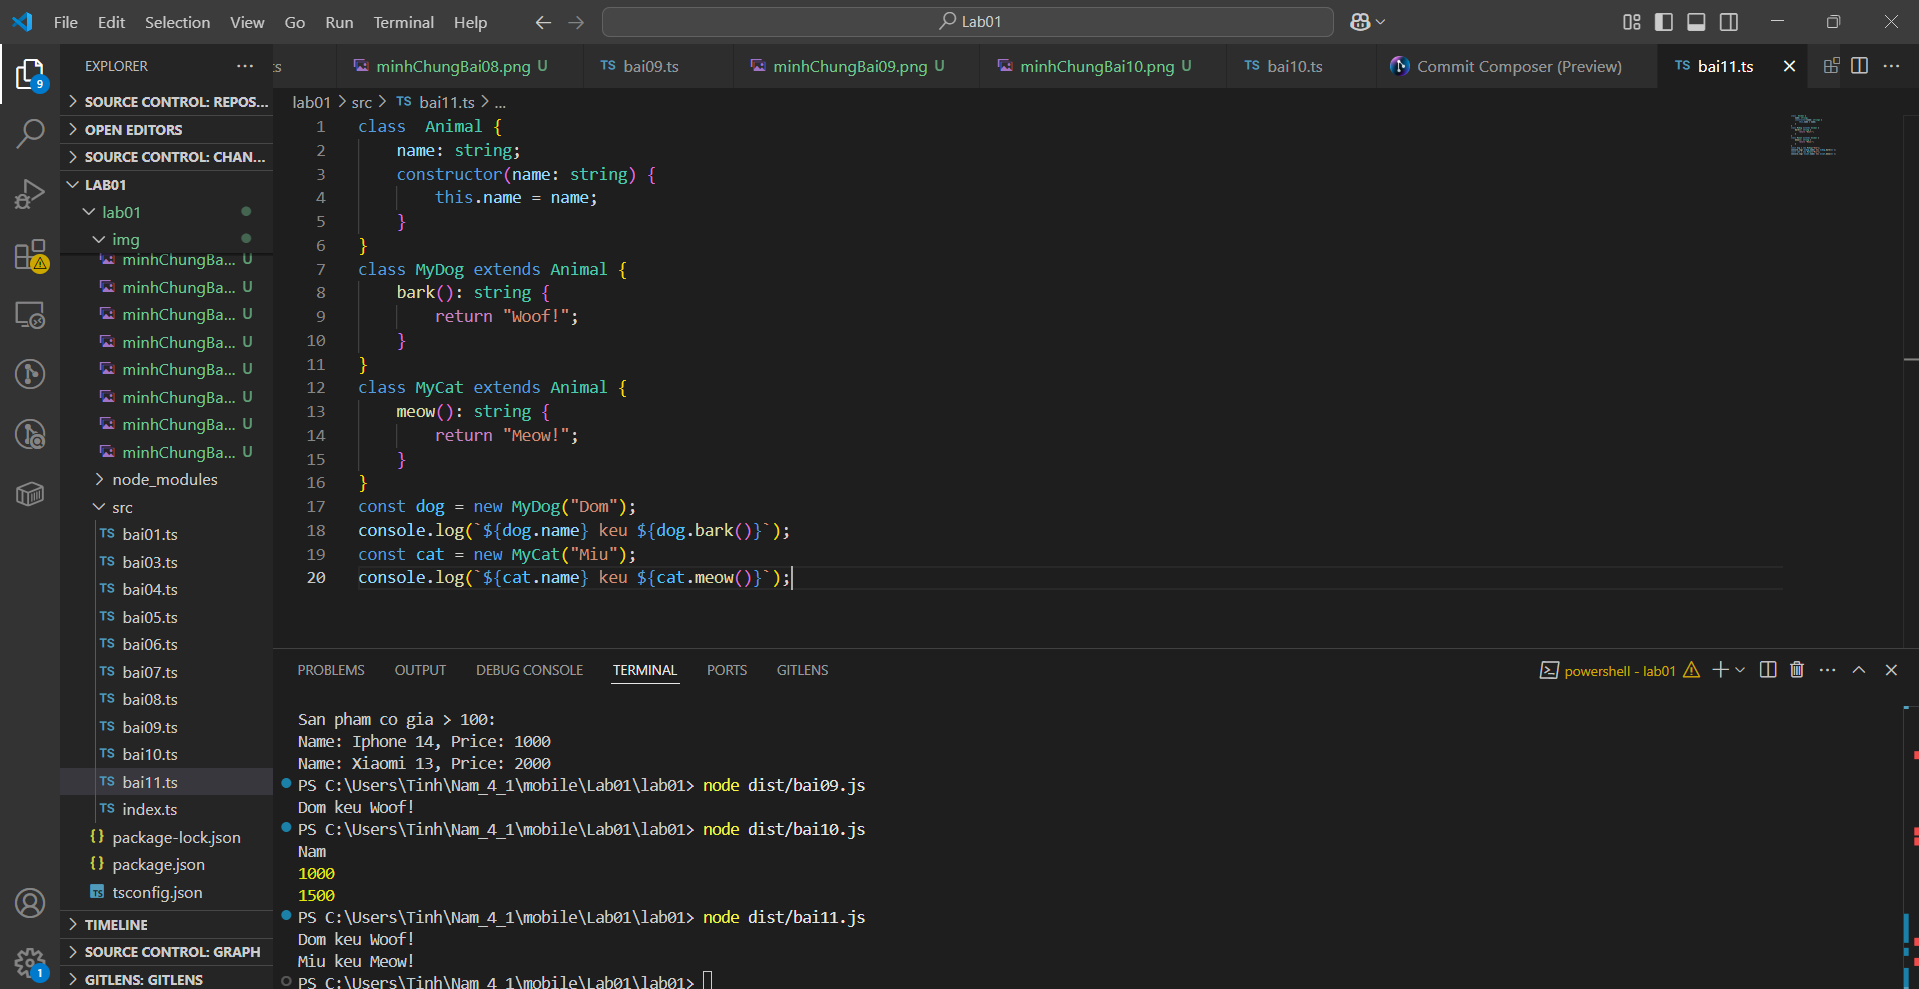 File Edit Selection View Go Run Terminal Help
Lab01
EXPLORER
ts
minhChungBai08.png U
TS bai09.ts
minhChungBai09.png U
minhChungBai10.png U
TS bai10.ts
Commit Composer (Preview)
TS bai11.ts
lab01 > src > TS bai11.ts > ...
9
SOURCE CONTROL: REPOS...
OPEN EDITORS
SOURCE CONTROL: CHAN...
LAB01
lab01
img
minhChungBa... U
minhChungBa... U
minhChungBa... U
minhChungBa... U
minhChungBa... U
minhChungBa... U
minhChungBa... U
minhChungBa... U
node_modules
src
TS bai01.ts
TS bai03.ts
TS bai04.ts
TS bai05.ts
TS bai06.ts
TS bai07.ts
TS bai08.ts
TS bai09.ts
TS bai10.ts
TS bai11.ts
TS index.ts
{} package-lock.json
{} package.json
TS tsconfig.json
TIMELINE
SOURCE CONTROL: GRAPH
GITLENS: GITLENS
1
1 class  Animal {
2 name: string;
3 constructor(name: string) {
4 this.name = name;
5 }
6 }
7 class MyDog extends Animal {
8 bark(): string {
9 return "Woof!";
10 }
11 }
12 class MyCat extends Animal {
13 meow(): string {
14 return "Meow!";
15 }
16 }
17 const dog = new MyDog("Dom");
18 console.log(`${dog.name} keu ${dog.bark()}`);
19 const cat = new MyCat("Miu");
20 console.log(`${cat.name} keu ${cat.meow()}`);
PROBLEMS OUTPUT DEBUG CONSOLE TERMINAL PORTS GITLENS
powershell - lab01
San pham co gia > 100:
Name: Iphone 14, Price: 1000
Name: Xiaomi 13, Price: 2000
PS C:\Users\Tinh\Nam_4_1\mobile\Lab01\lab01> node dist/bai09.js
Dom keu Woof!
PS C:\Users\Tinh\Nam_4_1\mobile\Lab01\lab01> node dist/bai10.js
Nam
1000
1500
PS C:\Users\Tinh\Nam_4_1\mobile\Lab01\lab01> node dist/bai11.js
Dom keu Woof!
Miu keu Meow!
PS C:\Users\Tinh\Nam_4_1\mobile\Lab01\lab01>